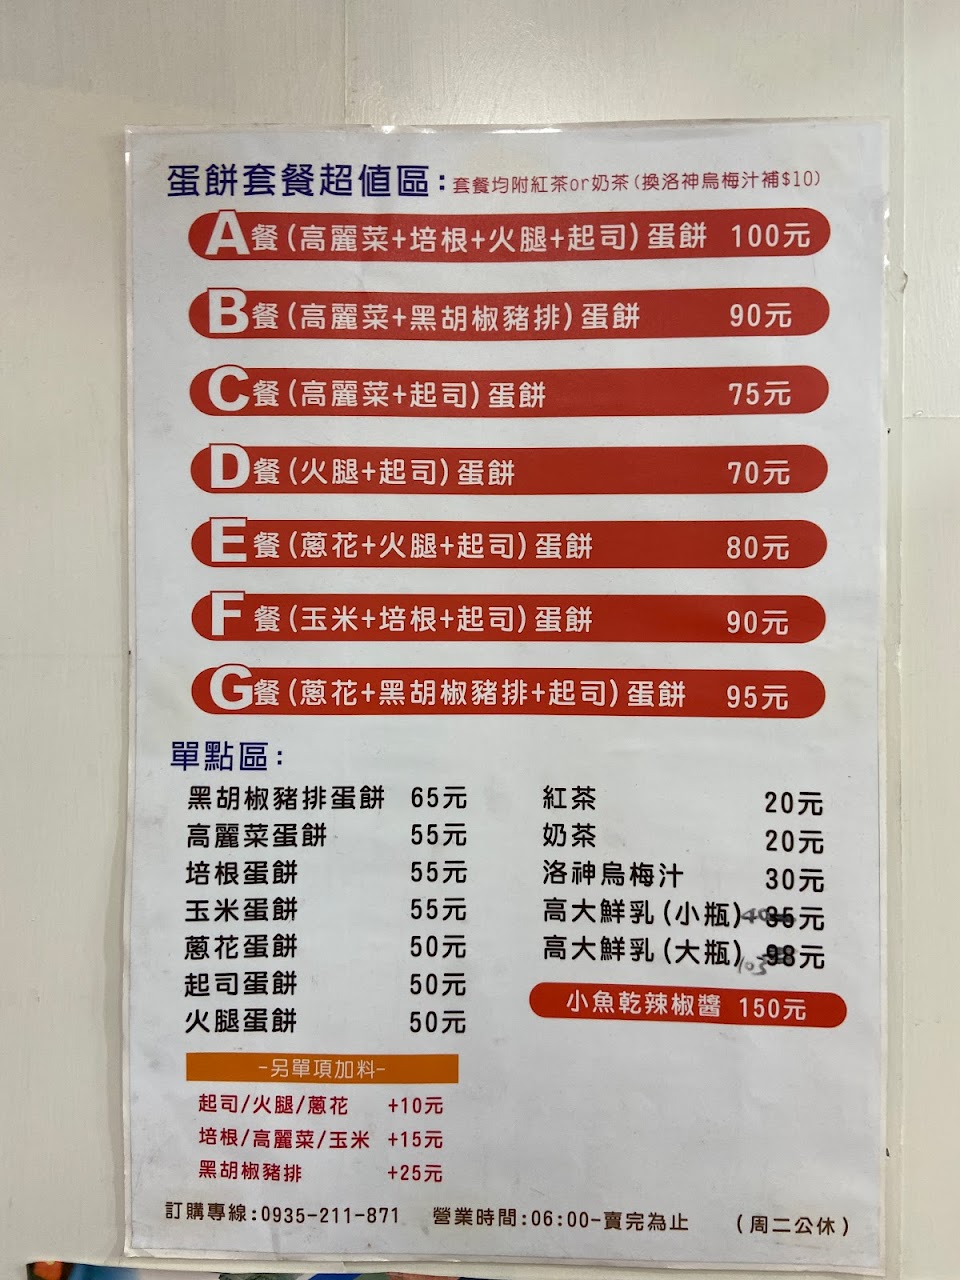 蛋餅套餐超值區:套餐均附紅茶or奶茶(換洛神烏梅汁補$10)
A餐(高麗菜+培根+火腿+起司)蛋餅 100元
B餐(高麗菜+黑胡椒豬排)蛋餅 90元
C餐(高麗菜+起司)蛋餅 75元
D餐(火腿+起司)蛋餅 70元
E餐(蔥花+火腿+起司)蛋餅 80元
F餐(玉米+培根+起司)蛋餅 90元
G餐(蔥花+黑胡椒豬排+起司)蛋餅 95元
單點區:
黑胡椒豬排蛋餅 65元
高麗菜蛋餅 55元
培根蛋餅 55元
玉米蛋餅 55元
蔥花蛋餅 50元
起司蛋餅 50元
火腿蛋餅 50元
紅茶 20元
奶茶 20元
洛神烏梅汁 30元
高大鮮乳(小瓶) 40 35元
高大鮮乳(大瓶) 103 98元
小魚乾辣椒醬 150元
-另單項加料-
起司/火腿/蔥花 +10元
培根/高麗菜/玉米 +15元
黑胡椒豬排 +25元
訂購專線:0935-211-871 營業時間:06:00-賣完為止 (周二公休)